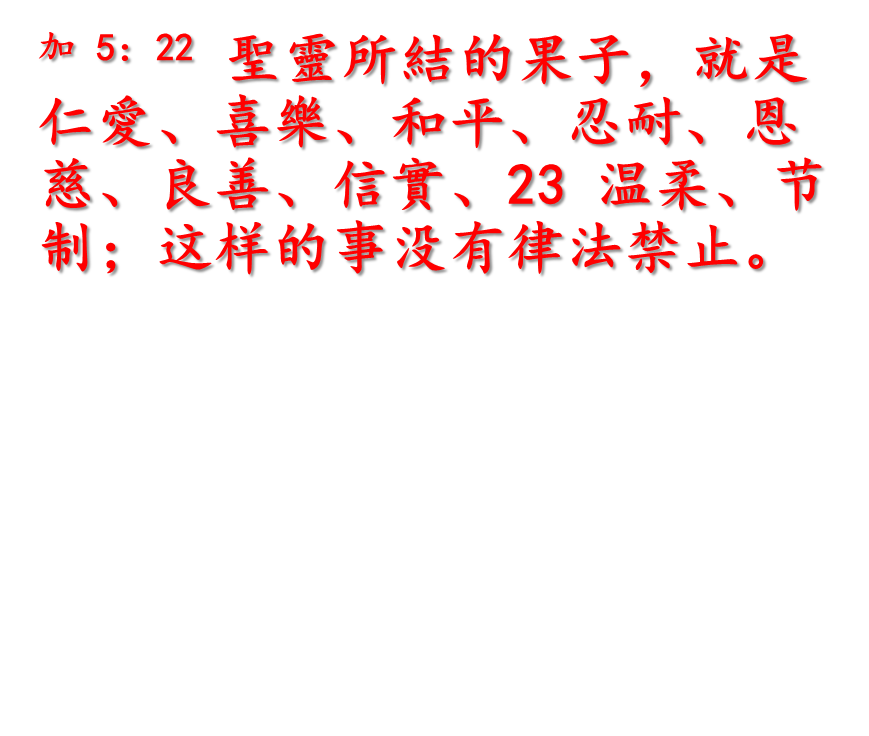 加 5: 22 聖靈所結的果子，就是
仁愛、喜樂、和平、忍耐、恩
慈、良善、信實、23 温柔、节
制；这样的事没有律法禁止。